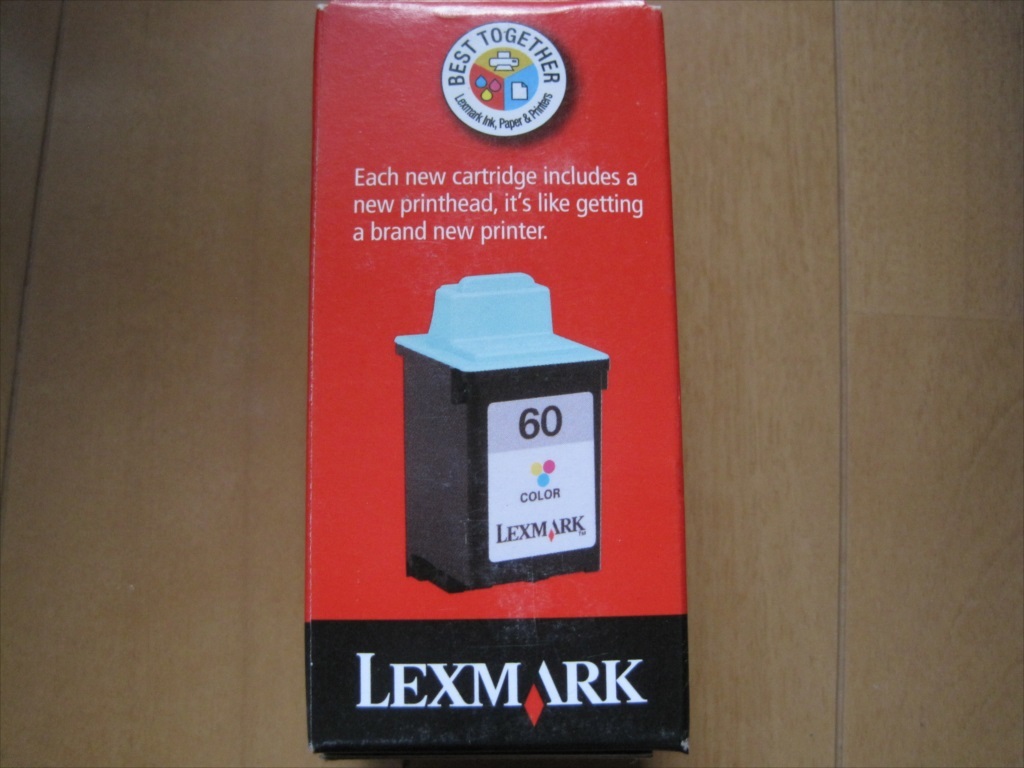 BEST TOGETHER
Lexmark Ink, Paper & Printers
Each new cartridge includes a
new printhead, it's like getting
a brand new printer.
60
COLOR
LEXMARK™
LEXMARK